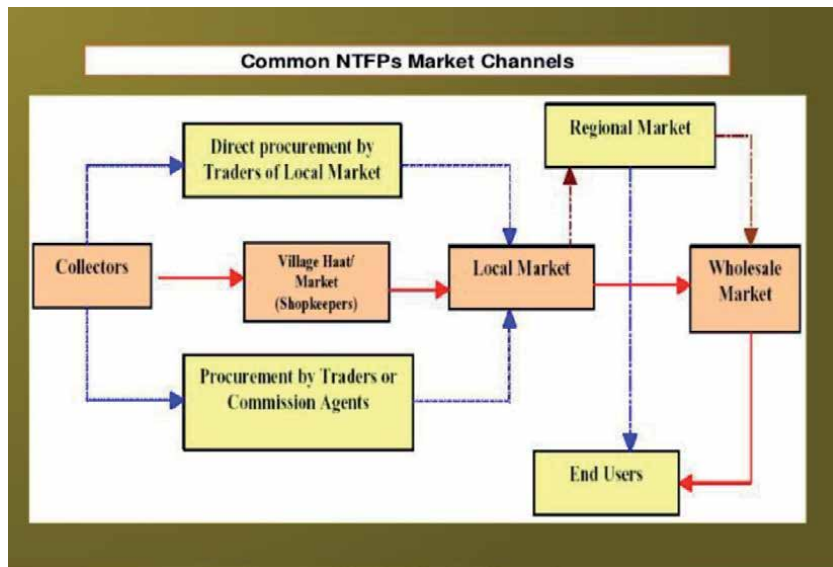 Common NTFPs Market Channels
Direct procurement by
Traders of Local Market
Regional Market
Collectors
Village Haat/
Market
(Shopkeepers)
Local Market
Wholesale
Market
Procurement by Traders or
Commission Agents
End Users